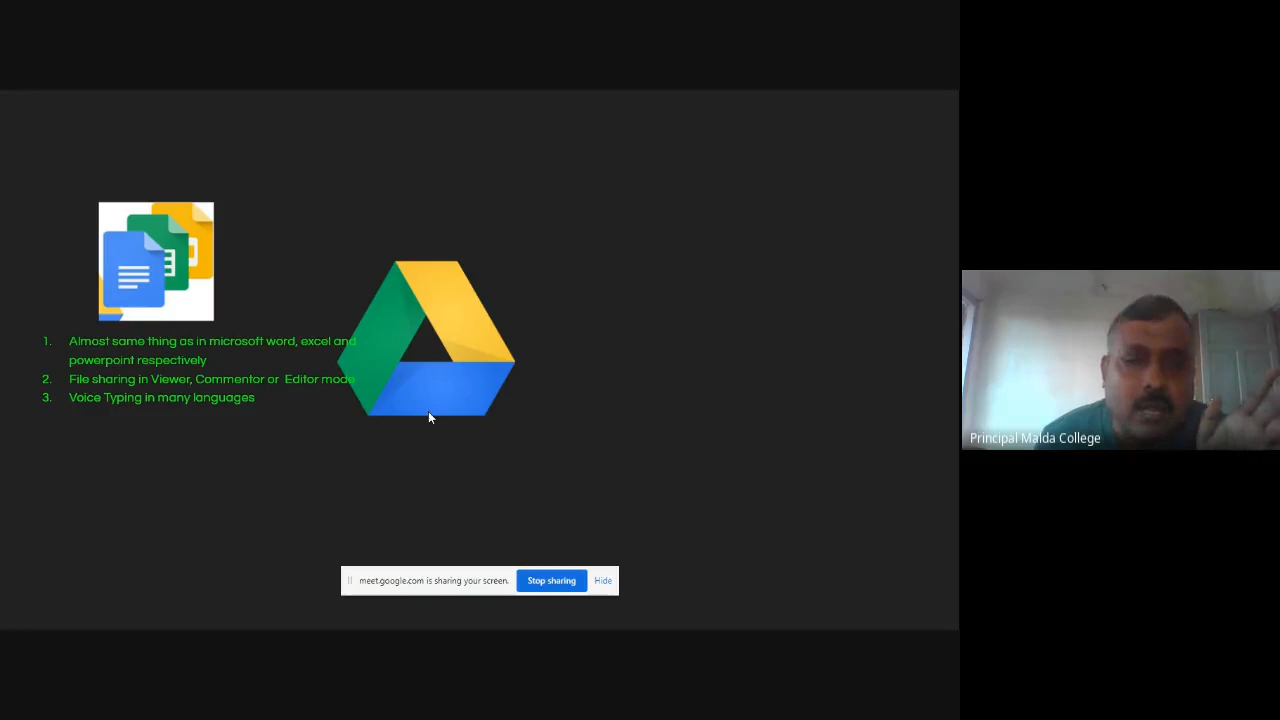 1. Almost same thing as in microsoft word, excel and
powerpoint respectively
2. File sharing in Viewer, Commentor or Editor mode
3. Voice Typing in many languages
Principal Malda College
meet.google.com is sharing your screen. Stop sharing Hide